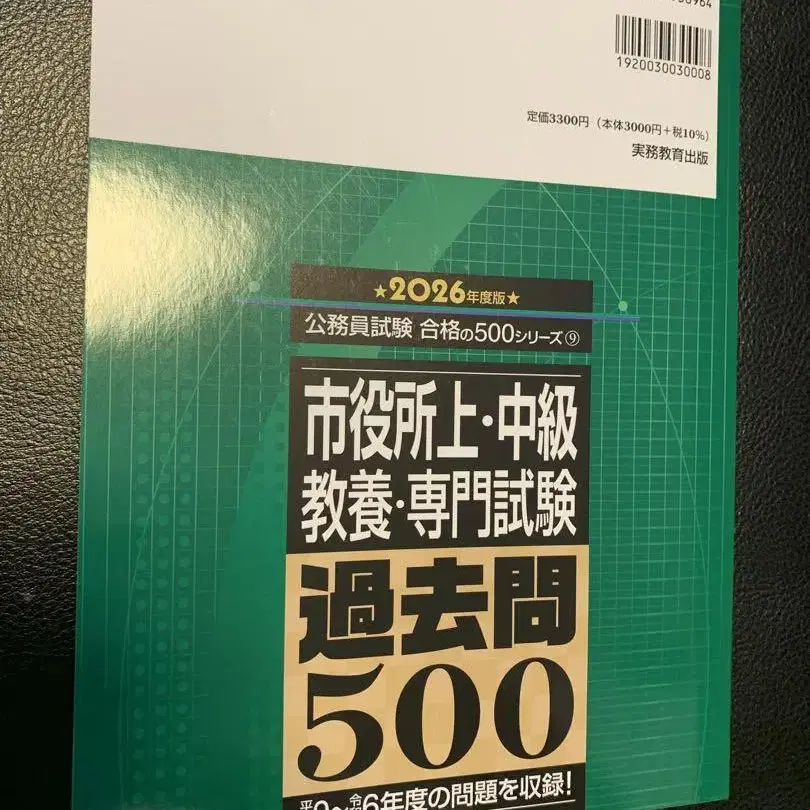 1920030030008
定価3300円（本体3000円＋税10%）
実務教育出版
★2026年度版★
公務員試験 合格の500シリーズ⑨
市役所上・中級
教養・専門試験
過去問
500
6年度の問題を収録！